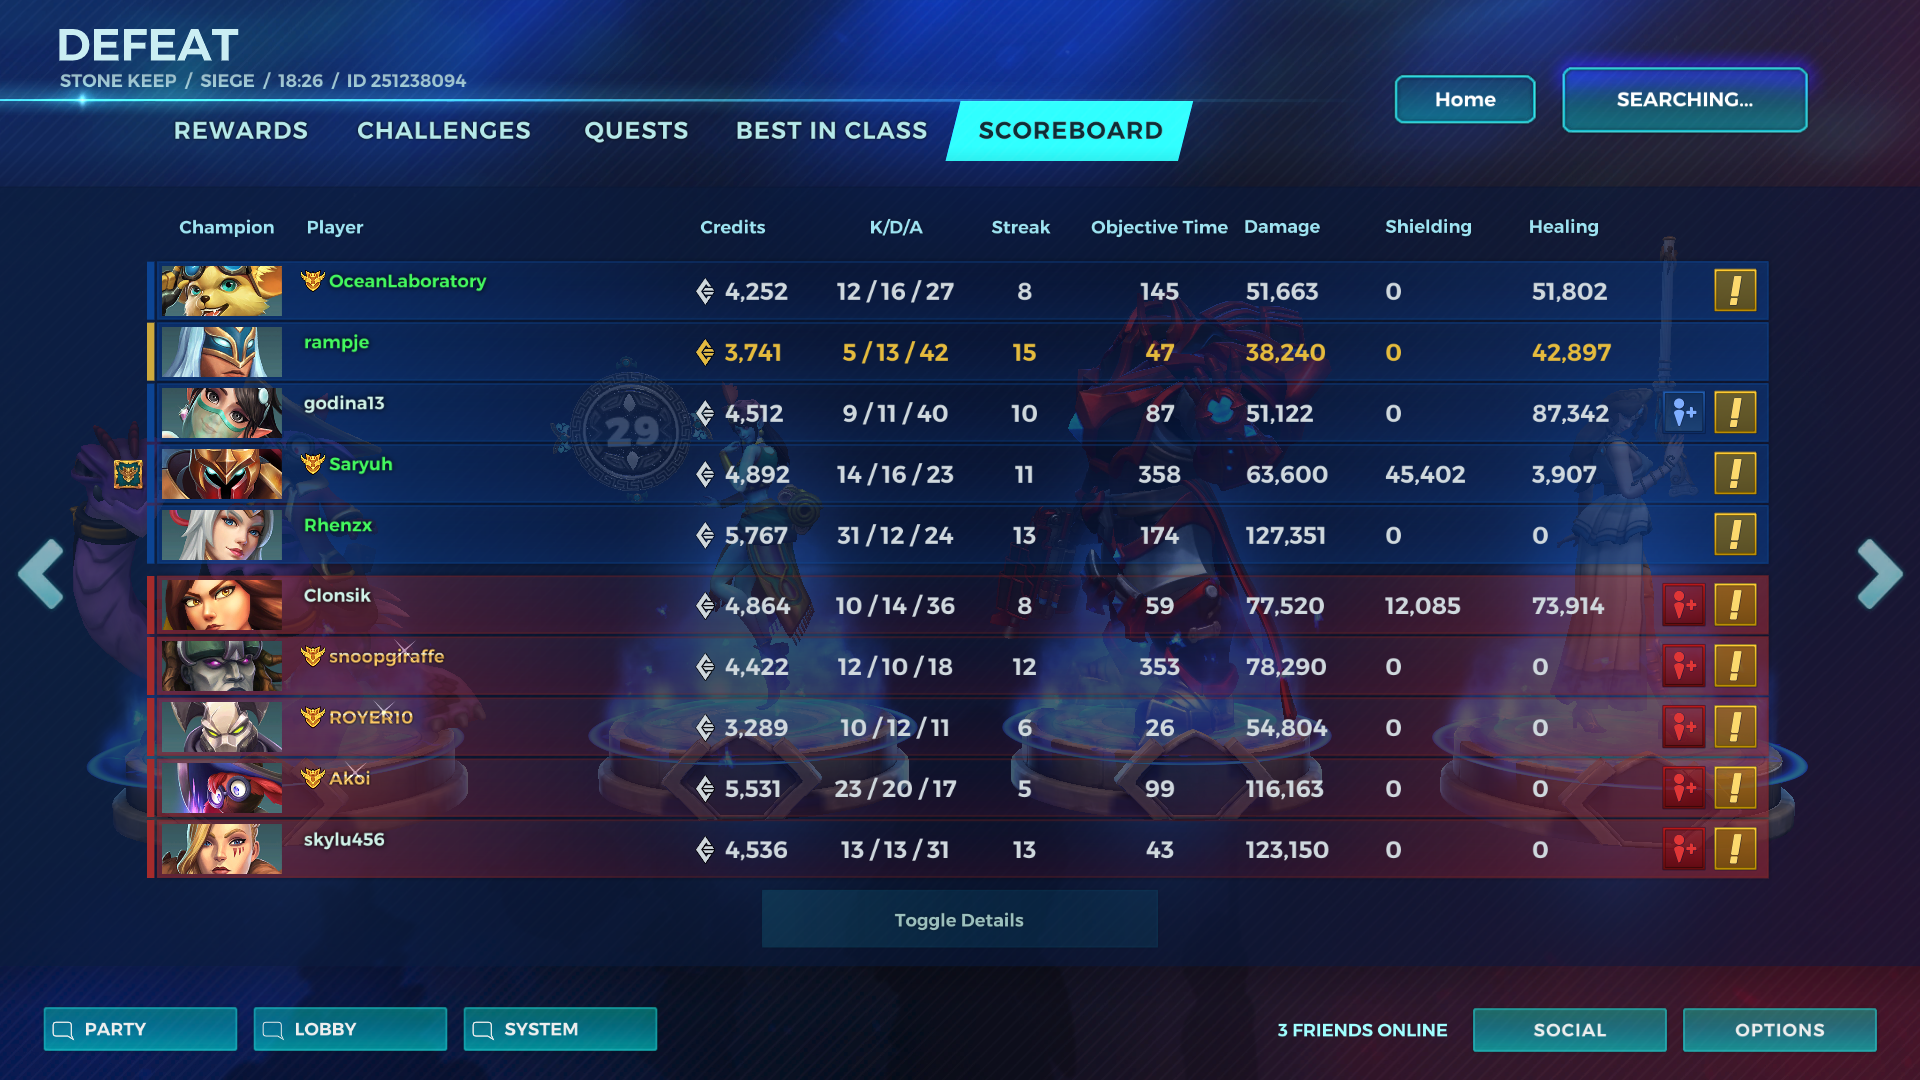 DEFEAT
STONE KEEP / SIEGE / 18:26 / ID 251238094
Home
SEARCHING...
REWARDS CHALLENGES QUESTS BEST IN CLASS SCOREBOARD
Champion Player Credits K/D/A Streak Objective Time Damage Shielding Healing
OceanLaboratory 4,252 12 / 16 / 27 8 145 51,663 0 51,802
rampje 3,741 5 / 13 / 42 15 47 38,240 0 42,897
godina13 4,512 9 / 11 / 40 10 87 51,122 0 87,342
29
Saryuh 4,892 14 / 16 / 23 11 358 63,600 45,402 3,907
Rhenzx 5,767 31 / 12 / 24 13 174 127,351 0 0
Clonsik 4,864 10 / 14 / 36 8 59 77,520 12,085 73,914
snoopgiraffe 4,422 12 / 10 / 18 12 353 78,290 0 0
ROYER10 3,289 10 / 12 / 11 6 26 54,804 0 0
Akoi 5,531 23 / 20 / 17 5 99 116,163 0 0
skylu456 4,536 13 / 13 / 31 13 43 123,150 0 0
Toggle Details
PARTY LOBBY SYSTEM 3 FRIENDS ONLINE SOCIAL OPTIONS